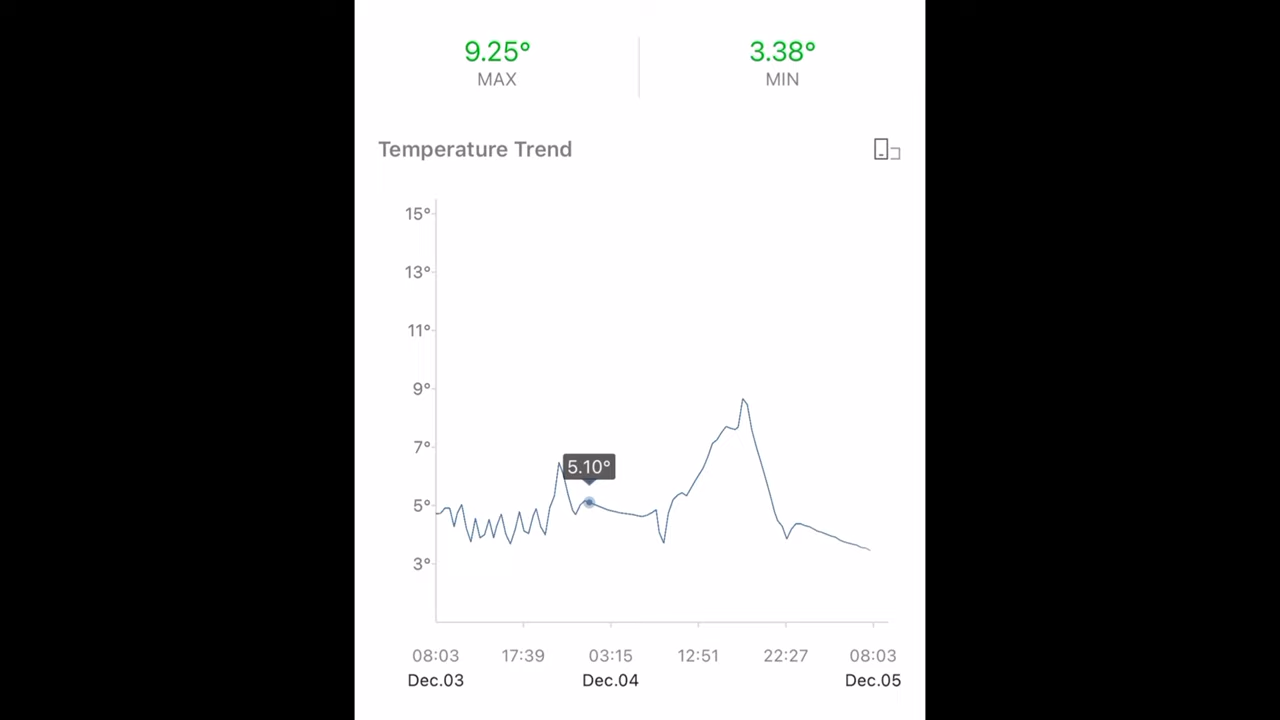 9.25° 3.38°
MAX MIN
Temperature Trend
15°
13°
11°
9°
7°
5.10°
5°
3°
08:03 17:39 03:15 12:51 22:27 08:03
Dec.03 Dec.04 Dec.05